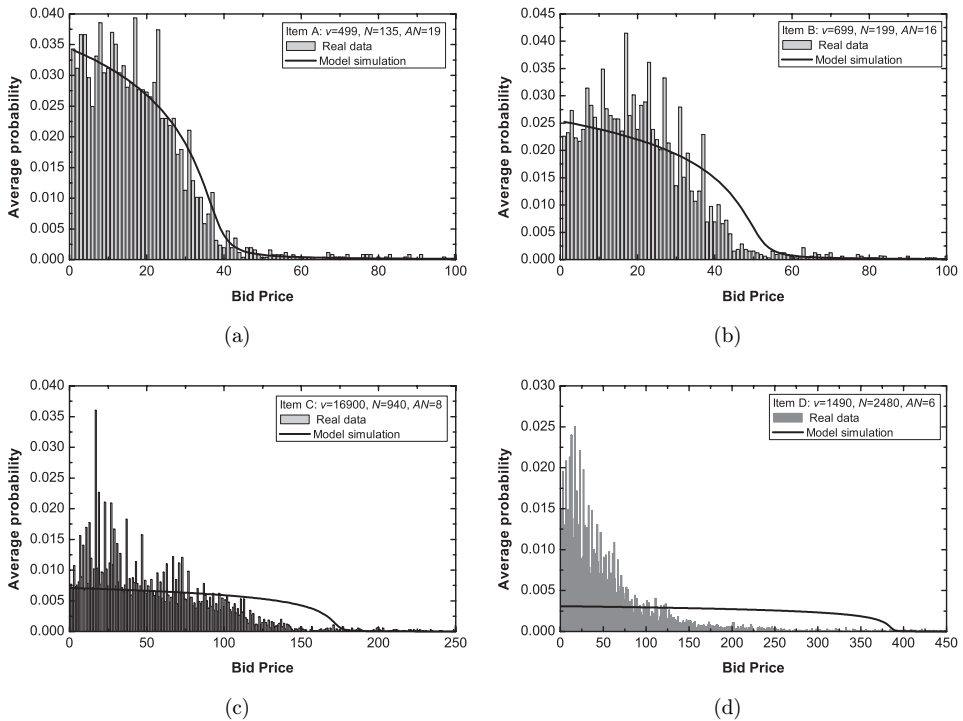 Item A: v=499, N=135, AN=19
Real data
Model simulation
Average probability
0.040
0.035
0.030
0.025
0.020
0.015
0.010
0.005
0.000
0 20 40 60 80 100
Bid Price
(a)
Item B: v=699, N=199, AN=16
Real data
Model simulation
Average probability
0.045
0.040
0.035
0.030
0.025
0.020
0.015
0.010
0.005
0.000
0 20 40 60 80 100
Bid Price
(b)
Item C: v=16900, N=940, AN=8
Real data
Model simulation
Average probability
0.040
0.035
0.030
0.025
0.020
0.015
0.010
0.005
0.000
0 50 100 150 200 250
Bid Price
(c)
Item D: v=1490, N=2480, AN=6
Real data
Model simulation
Average probability
0.030
0.025
0.020
0.015
0.010
0.005
0.000
50 100 150 200 250 300 350 400 450
Bid Price
(d)